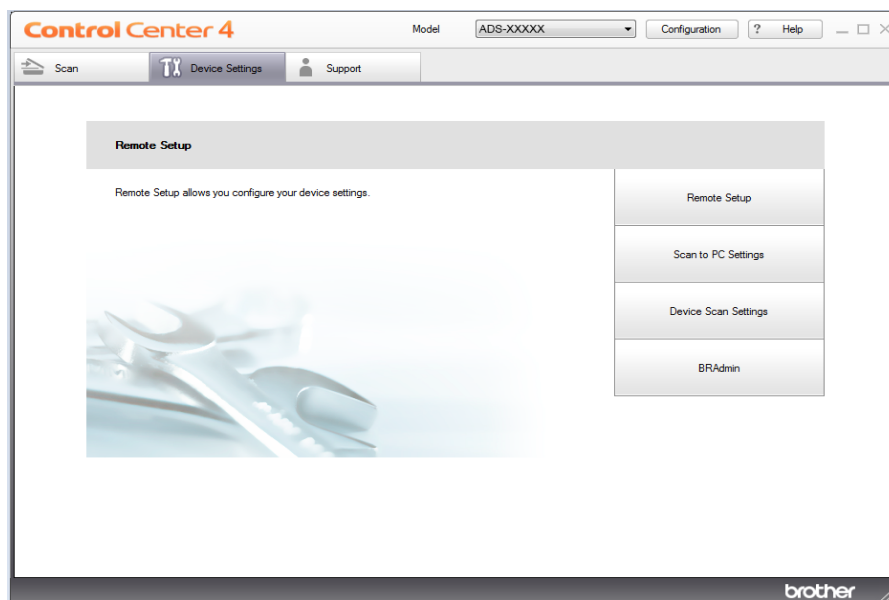 Control Center 4
Model
ADS-XXXXX
Configuration
? Help
Scan
Device Settings
Support
Remote Setup
Remote Setup allows you configure your device settings.
Remote Setup
Scan to PC Settings
Device Scan Settings
BRAdmin
brother